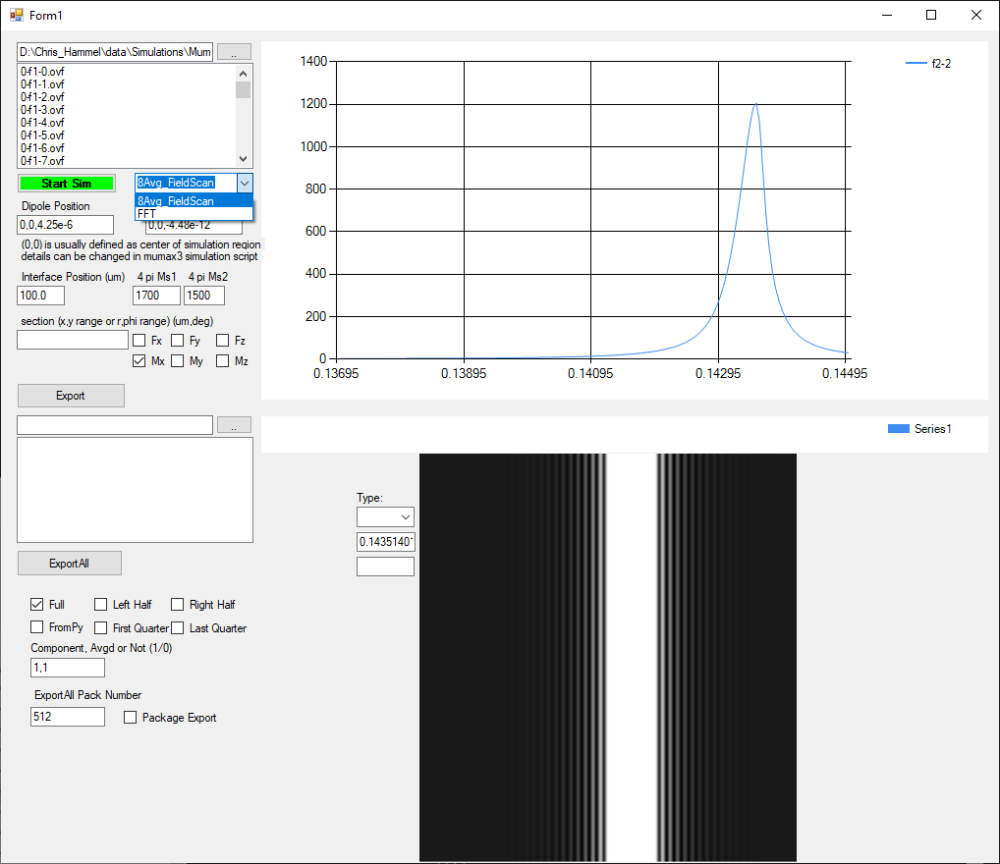 Form1
D:\Chris_Hammel\data\Simulations\Mum
..
0-f1-0.ovf
0-f1-1.ovf
0-f1-2.ovf
0-f1-3.ovf
0-f1-4.ovf
0-f1-5.ovf
0-f1-6.ovf
0-f1-7.ovf
Start Sim
8Avg_FieldScan
8Avg_FieldScan
FFT
Dipole Position
0,0,4.25e-6
0,0,-4.48e-12
(0,0) is usually defined as center of simulation region
details can be changed in mumax3 simulation script
Interface Position (um) 4 pi Ms1 4 pi Ms2
100.0 1700 1500
section (x,y range or r,phi range) (um,deg)
Fx Fy Fz
Mx My Mz
Export
..
ExportAll
Full Left Half Right Half
FromPy First Quarter Last Quarter
Component, Avgd or Not (1/0)
1,1
ExportAll Pack Number
512
Package Export
1400
1200
1000
800
600
400
200
0
0.13695 0.13895 0.14095 0.14295 0.14495
f2-2
Series1
Type:
0.1435140